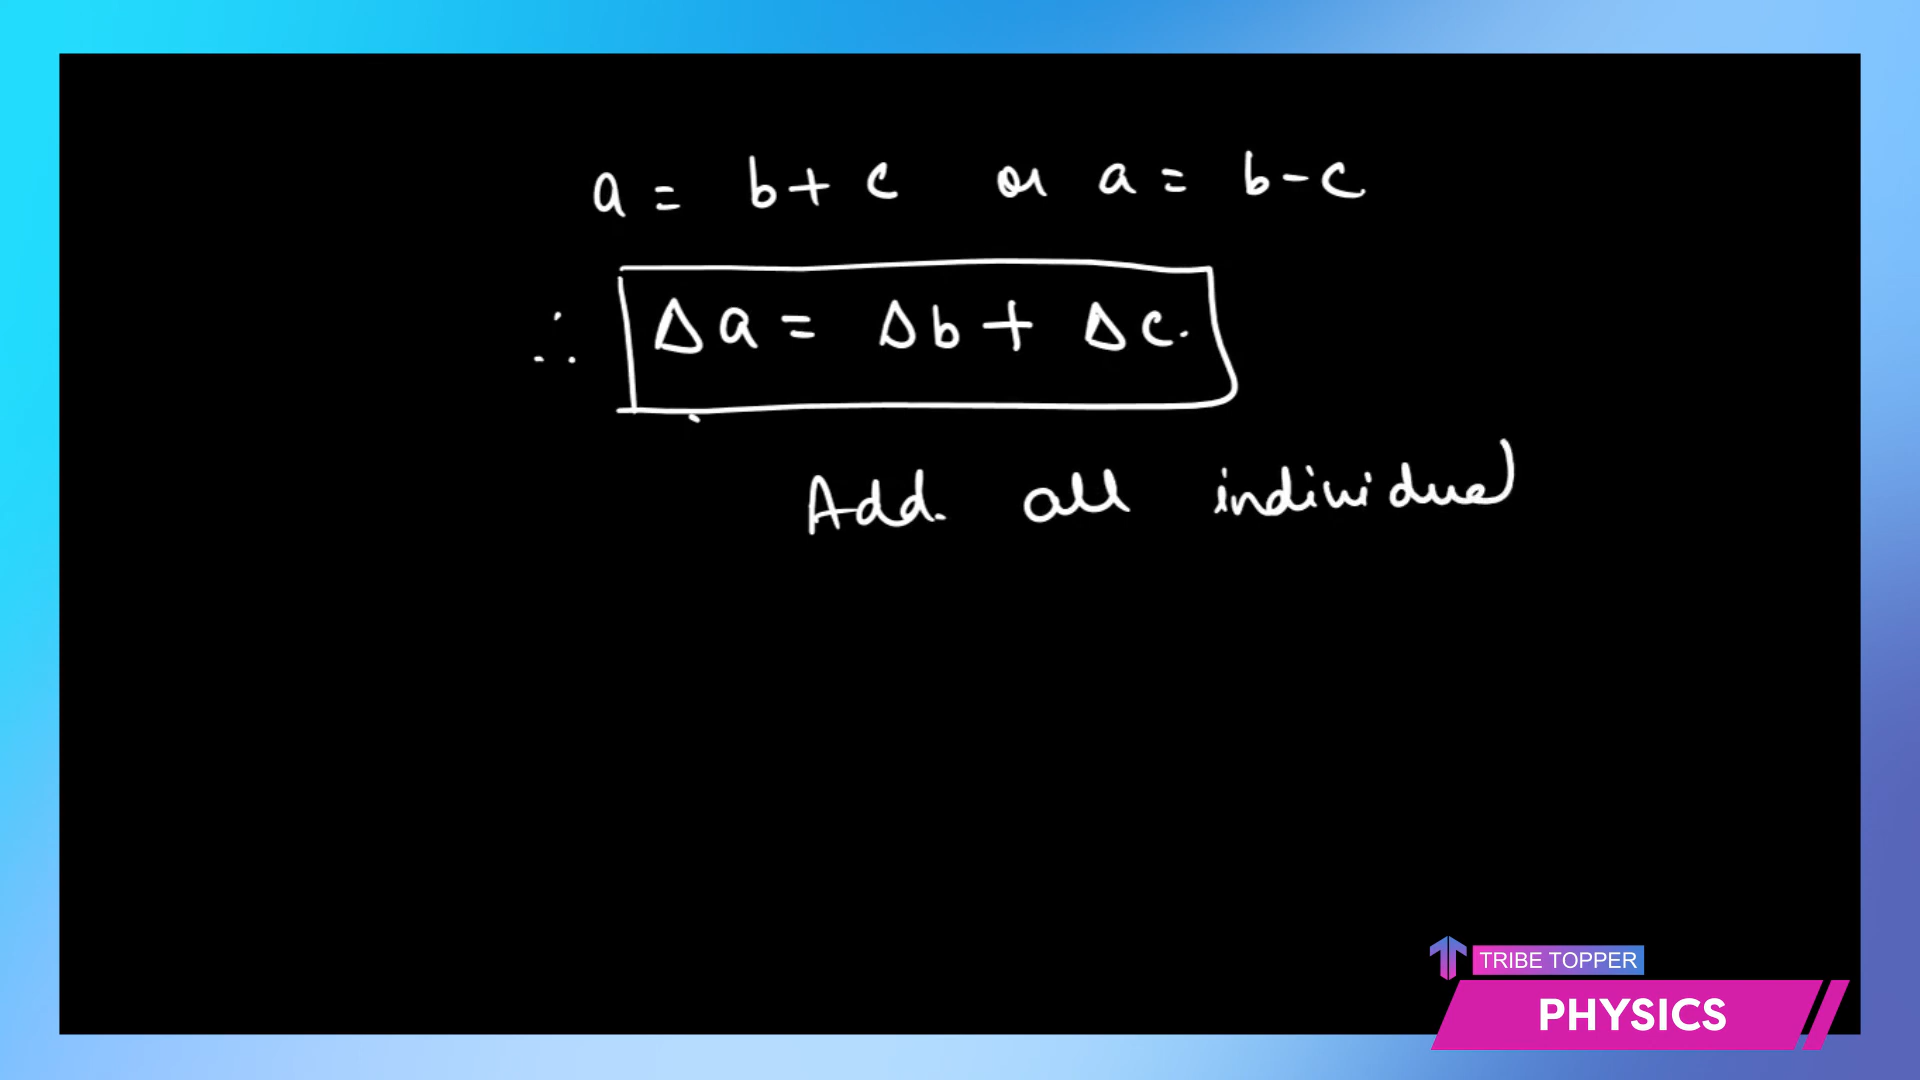 a = b + c or a = b - c
∴ Δa = Δb + Δc.
Add. all individual
TRIBE TOPPER
PHYSICS